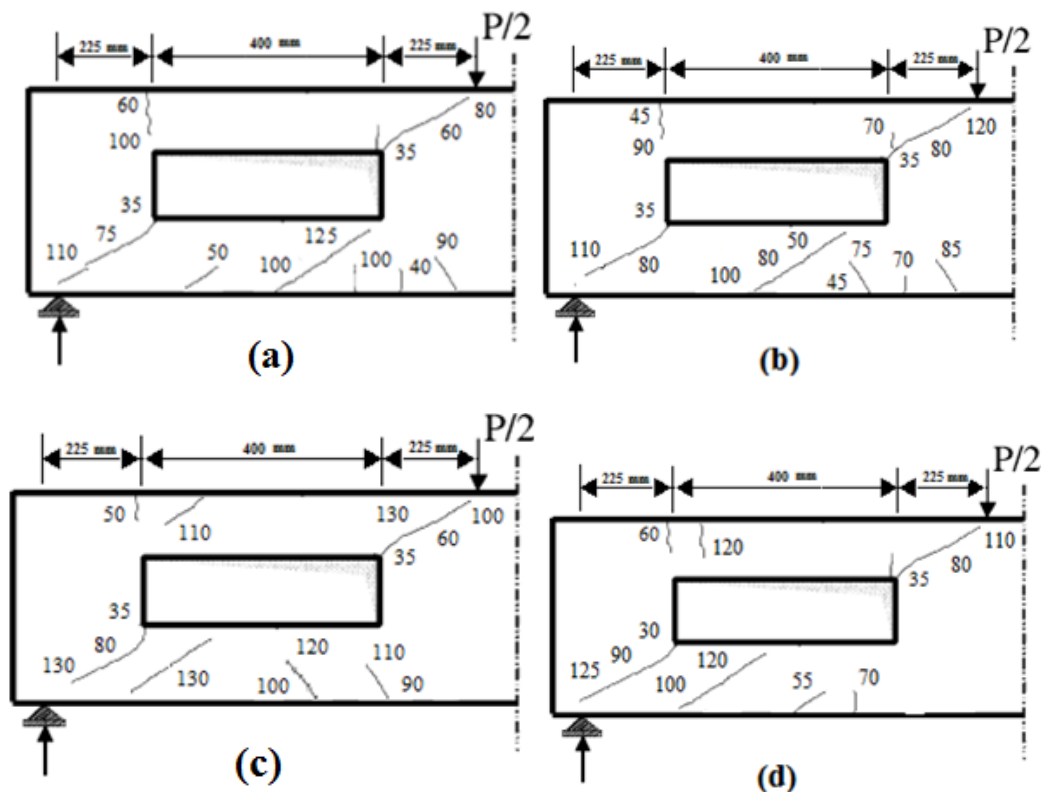 225 mm 400 mm 225 mm P/2
60 80
100 60
35
35
75 125
110 50 100 90
100 40
(a)
225 mm 400 mm 225 mm P/2
45 70 120
90 35 80
35
110 80 50 75 85
100 80 45 70
(b)
225 mm 400 mm 225 mm P/2
50 130 100
110 60
35
35
80 120 110
130 130 100 90
(c)
225 mm 400 mm 225 mm P/2
60 120 110
35 80
30
90 120
125 100 55 70
(d)